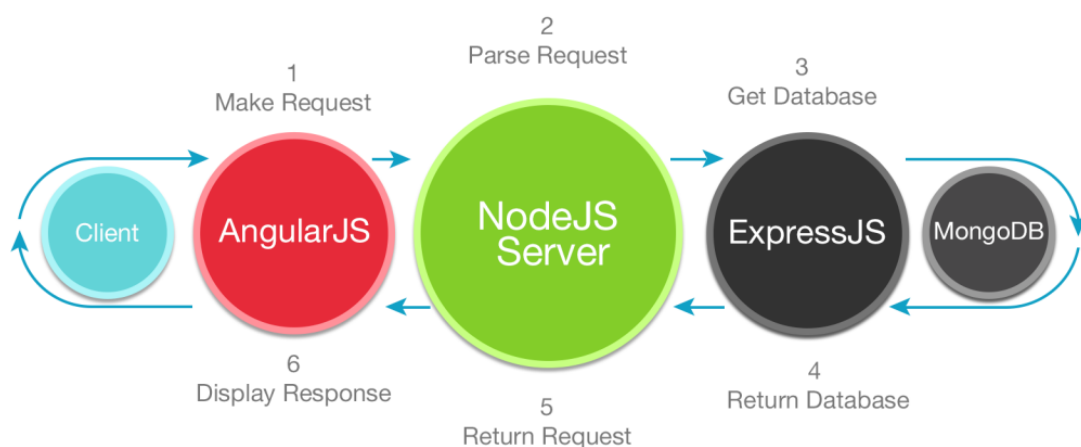 2
Parse Request
1
Make Request
3
Get Database
Client
AngularJS
NodeJS
Server
ExpressJS
MongoDB
6
Display Response
5
Return Request
4
Return Database